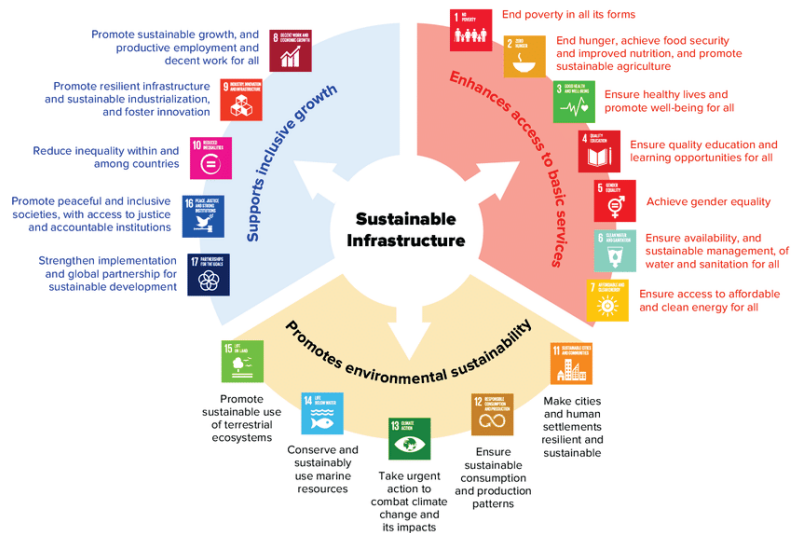 Sustainable
Infrastructure
Enhances access to basic services
1 NO
POVERTY
End poverty in all its forms
2 ZERO
HUNGER
End hunger, achieve food security
and improved nutrition, and promote
sustainable agriculture
3 GOOD HEALTH
AND WELL-BEING
Ensure healthy lives and
promote well-being for all
4 QUALITY
EDUCATION
Ensure quality education and
learning opportunities for all
5 GENDER
EQUALITY
Achieve gender equality
6 CLEAN WATER
AND SANITATION
Ensure availability, and
sustainable management, of
water and sanitation for all
7 AFFORDABLE AND
CLEAN ENERGY
Ensure access to affordable
and clean energy for all
Promotes environmental sustainability
11 SUSTAINABLE CITIES
AND COMMUNITIES
Make cities
and human
settlements
resilient and
sustainable
12 RESPONSIBLE
CONSUMPTION
AND PRODUCTION
Ensure
sustainable
consumption
and production
patterns
13 CLIMATE
ACTION
Take urgent
action to
combat climate
change and
its impacts
14 LIFE
BELOW WATER
Conserve and
sustainably
use marine
resources
15 LIFE
ON LAND
Promote
sustainable use
of terrestrial
ecosystems
Supports inclusive growth
8 DECENT WORK AND
ECONOMIC GROWTH
Promote sustainable growth, and
productive employment and
decent work for all
9 INDUSTRY, INNOVATION
AND INFRASTRUCTURE
Promote resilient infrastructure
and sustainable industrialization,
and foster innovation
10 REDUCED
INEQUALITIES
Reduce inequality within and
among countries
16 PEACE, JUSTICE
AND STRONG
INSTITUTIONS
Promote peaceful and inclusive
societies, with access to justice
and accountable institutions
17 PARTNERSHIPS
FOR THE GOALS
Strengthen implementation
and global partnership for
sustainable development